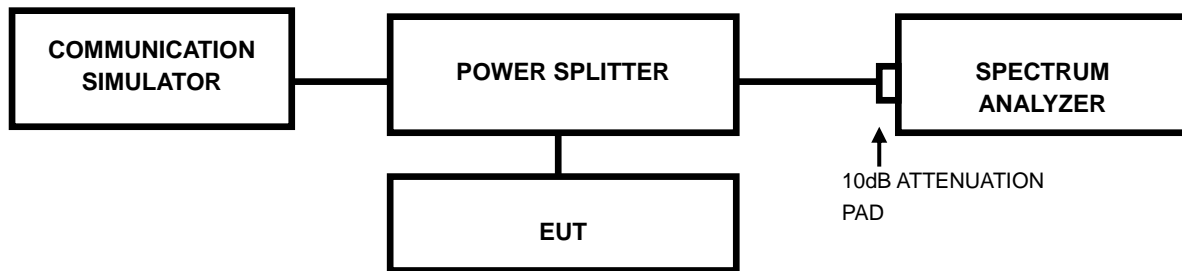 COMMUNICATION
SIMULATOR
POWER SPLITTER
SPECTRUM
ANALYZER
10dB ATTENUATION
PAD
EUT